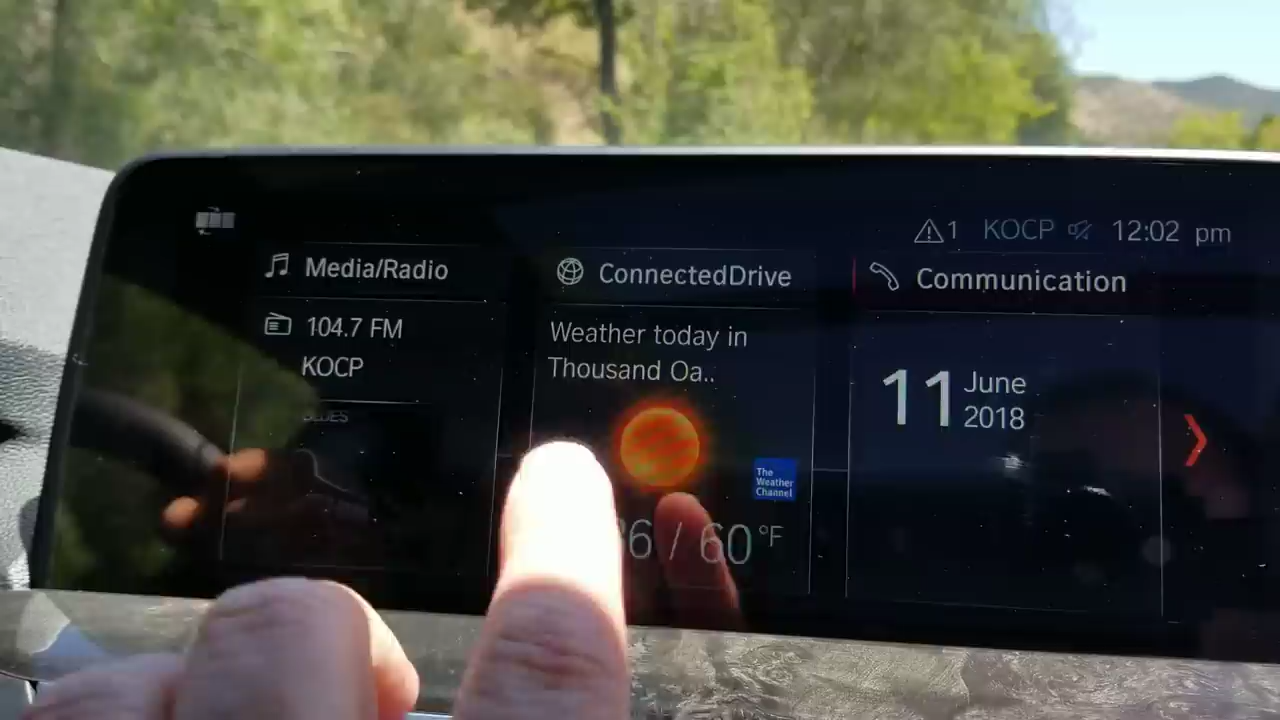 1 KOCP 12:02 pm
Media/Radio
104.7 FM
KOCP
ConnectedDrive
Weather today in
Thousand Oa..
The
Weather
Channel
6 / 60°F
Communication
11 June
2018